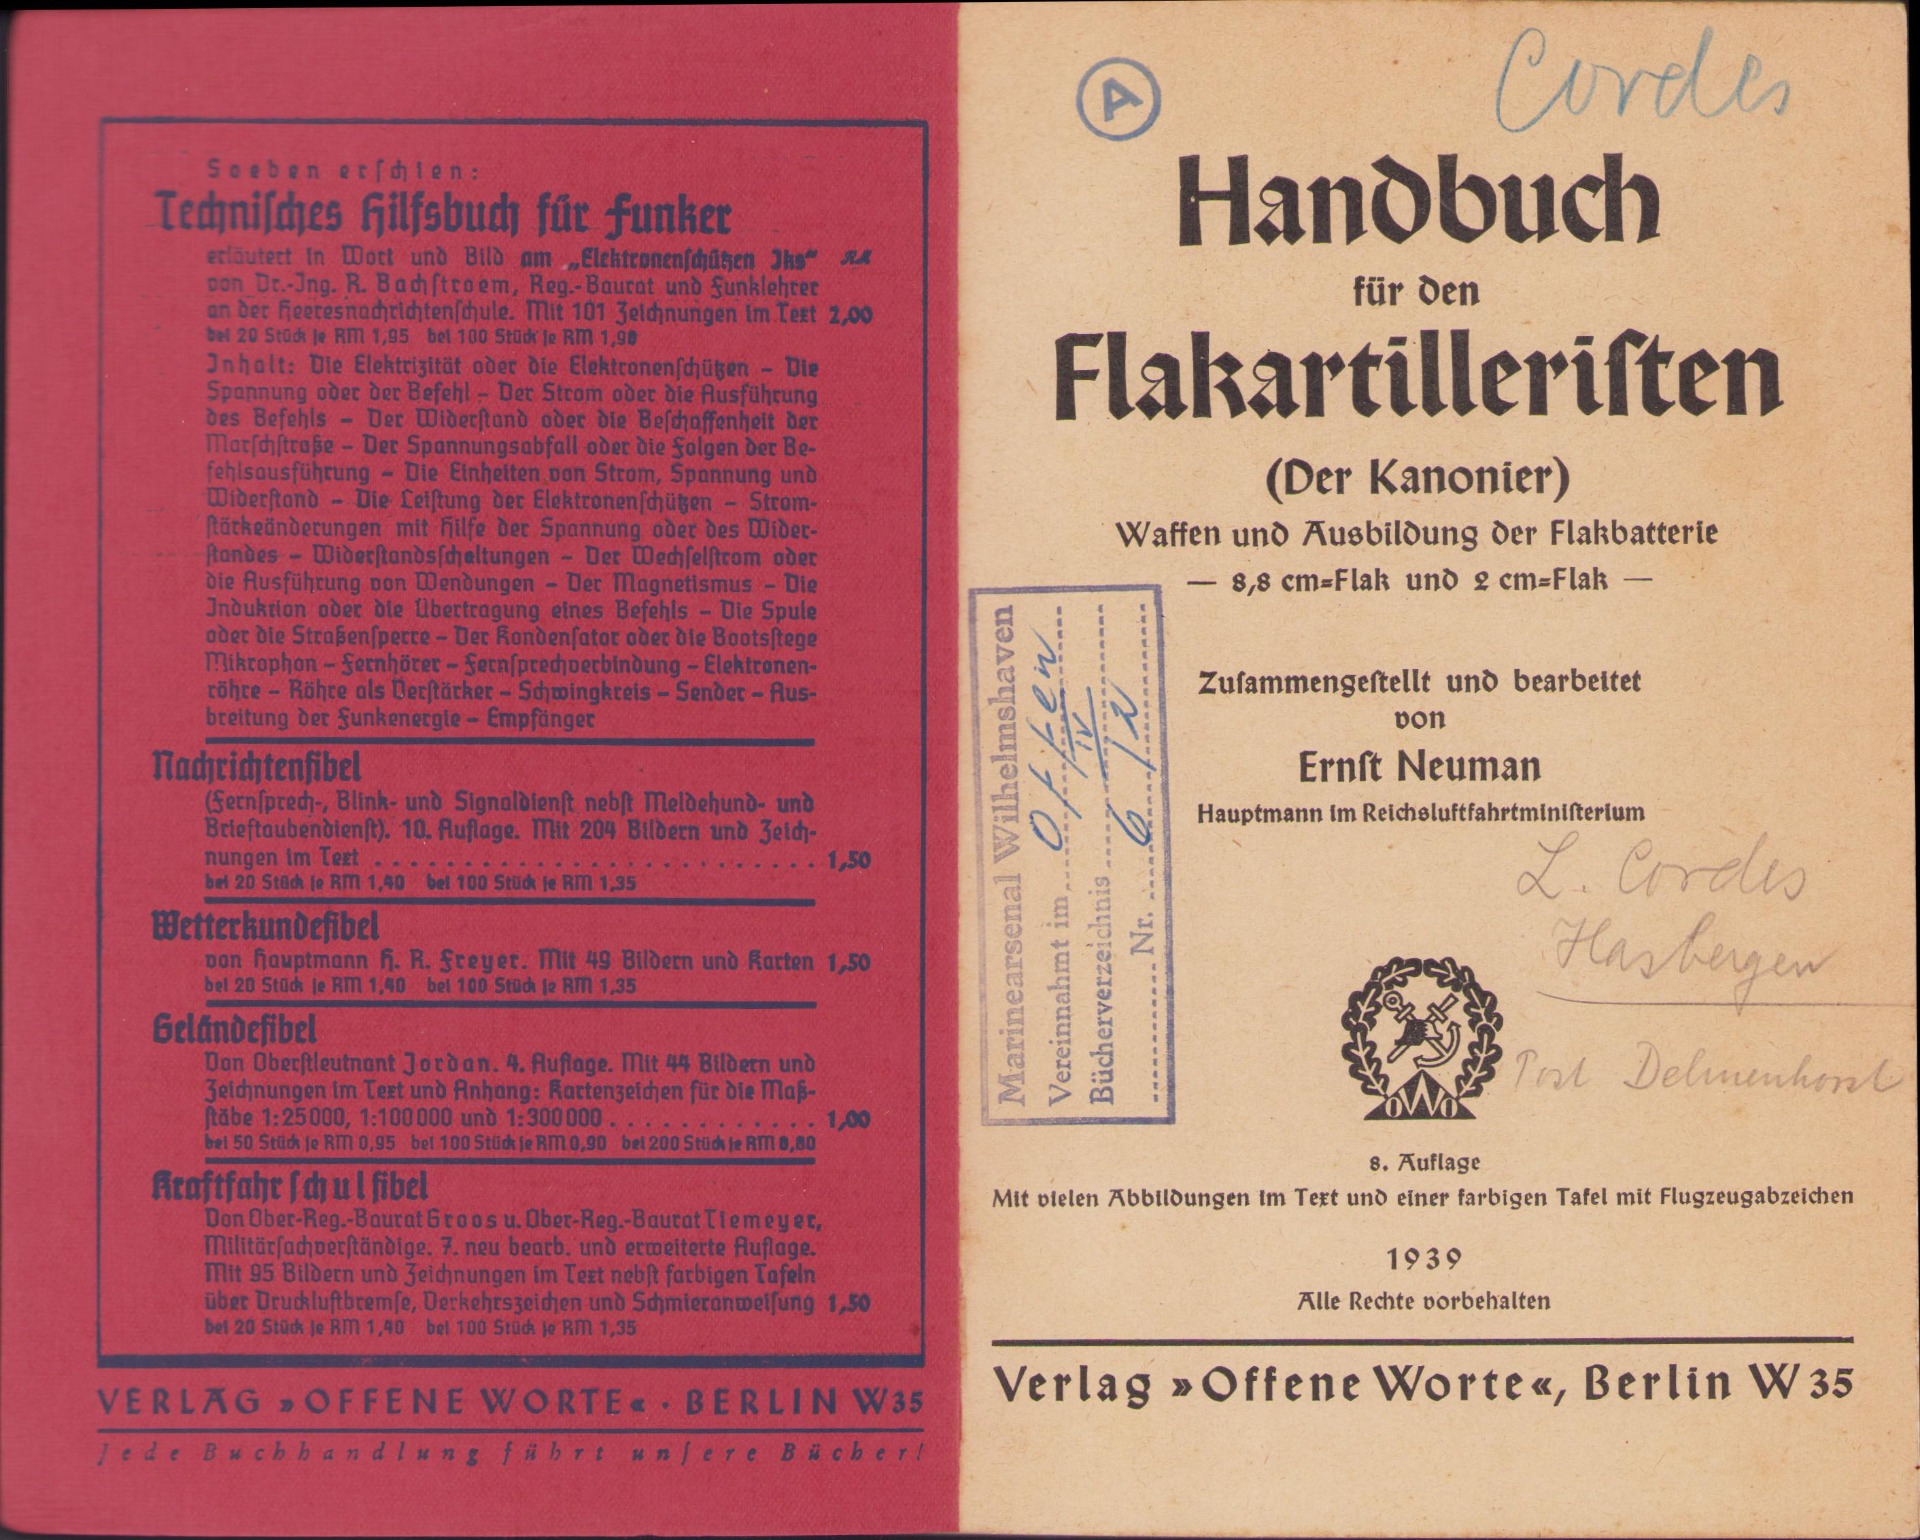 Soeben erschien:
Technisches Hilfsbuch für Funker
erläutert in Wort und Bild am „Elektronenschützen Iks“ RM
von Dr.-Ing. R. Bachstroem, Reg.-Baurat und Funklehrer
an der Heeresnachrichtenschule. Mit 101 Zeichnungen im Text 2,00
bei 20 Stück je RM 1,95 bei 100 Stück je RM 1,90
Inhalt: Die Elektrizität oder die Elektronenschützen – Die
Spannung oder der Befehl – Der Strom oder die Ausführung
des Befehls – Der Widerstand oder die Beschaffenheit der
Marschstraße – Der Spannungsabfall oder die Folgen der Be-
fehlsausführung – Die Einheiten von Strom, Spannung und
Widerstand – Die Leistung der Elektronenschützen – Strom-
stärkeänderungen mit Hilfe der Spannung oder des Wider-
standes – Widerstandsschaltungen – Der Wechselstrom oder
die Ausführung von Wendungen – Der Magnetismus – Die
Induktion oder die Übertragung eines Befehls – Die Spule
oder die Straßensperre – Der Kondensator oder die Bootsstege
Mikrophon – Fernhörer – Fernsprechverbindung – Elektronen-
röhre – Röhre als Verstärker – Schwingkreis – Sender – Aus-
breitung der Funkenergie – Empfänger
Nachrichtenfibel
(Fernsprech-, Blink- und Signaldienst nebst Meldehund- und
Brieftaubendienst). 10. Auflage. Mit 204 Bildern und Zeich-
nungen im Text . . . . . . . . . . . . . . . . . . . . . . . . . . 1,50
bei 20 Stück je RM 1,40 bei 100 Stück je RM 1,35
Wetterkundefibel
von Hauptmann H. R. Freyer. Mit 49 Bildern und Karten 1,50
bei 20 Stück je RM 1,40 bei 100 Stück je RM 1,35
Geländefibel
Von Oberstleutnant Jordan. 4. Auflage. Mit 44 Bildern und
Zeichnungen im Text und Anhang: Kartenzeichen für die Maß-
stäbe 1:25000, 1:100000 und 1:300000 . . . . . . . . . . . . 1,00
bei 50 Stück je RM 0,95 bei 100 Stück je RM 0,90 bei 200 Stück je RM 0,80
Kraftfahrschulfibel
Von Ober-Reg.-Baurat Groos u. Ober-Reg.-Baurat Tiemeyer,
Militärsachverständige. 7. neu bearb. und erweiterte Auflage.
Mit 95 Bildern und Zeichnungen im Text nebst farbigen Tafeln
über Druckluftbremse, Verkehrszeichen und Schmieranweisung 1,50
bei 20 Stück je RM 1,40 bei 100 Stück je RM 1,35
VERLAG »OFFENE WORTE« · BERLIN W35
Jede Buchhandlung führt unsere Bücher!
A
Cordes
Handbuch
für den
Flakartilleristen
(Der Kanonier)
Waffen und Ausbildung der Flakbatterie
— 8,8 cm=Flak und 2 cm=Flak —
Zusammengestellt und bearbeitet
von
Ernst Neuman
Hauptmann im Reichsluftfahrtministerium
Marinearsenal Wilhelmshaven
Vereinnahmt im
Bücherverzeichnis IV
Nr. 6/2
L. Cordes
Hasbergen
Post Delmenhorst
OWO
8. Auflage
Mit vielen Abbildungen im Text und einer farbigen Tafel mit Flugzeugabzeichen
1939
Alle Rechte vorbehalten
Verlag »Offene Worte«, Berlin W 35